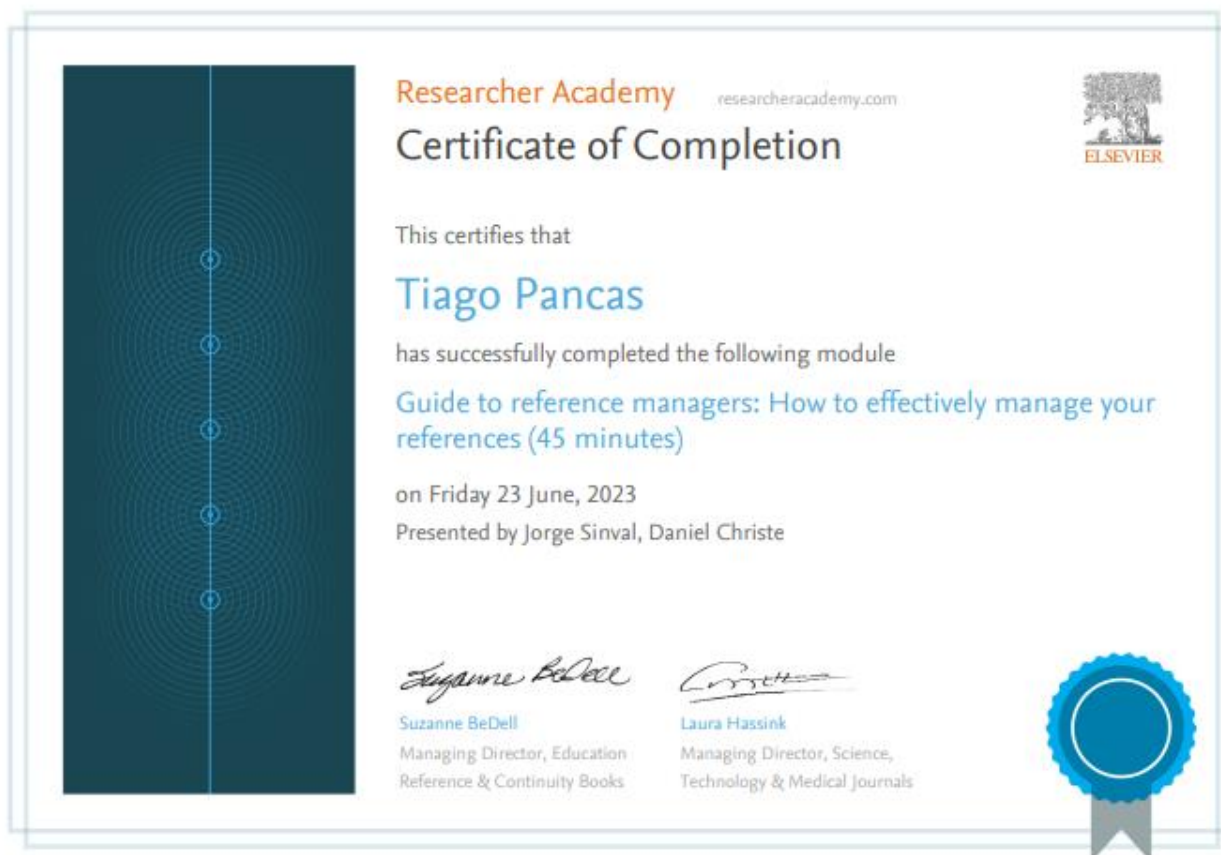 Researcher Academy researcheracademy.com
Certificate of Completion
ELSEVIER
This certifies that
Tiago Pancas
has successfully completed the following module
Guide to reference managers: How to effectively manage your
references (45 minutes)
on Friday 23 June, 2023
Presented by Jorge Sinval, Daniel Christe
Suzanne BeDell
Suzanne BeDell
Managing Director, Education
Reference & Continuity Books
Laura Hassink
Managing Director, Science,
Technology & Medical Journals